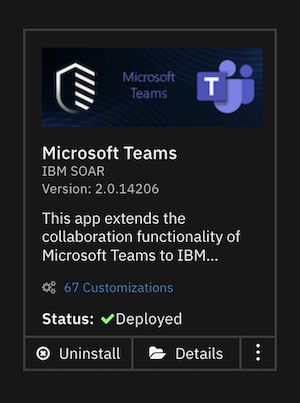 Microsoft
Teams
Microsoft Teams
IBM SOAR
Version: 2.0.14206
This app extends the
collaboration functionality of
Microsoft Teams to IBM...
67 Customizations
Status: Deployed
Uninstall Details